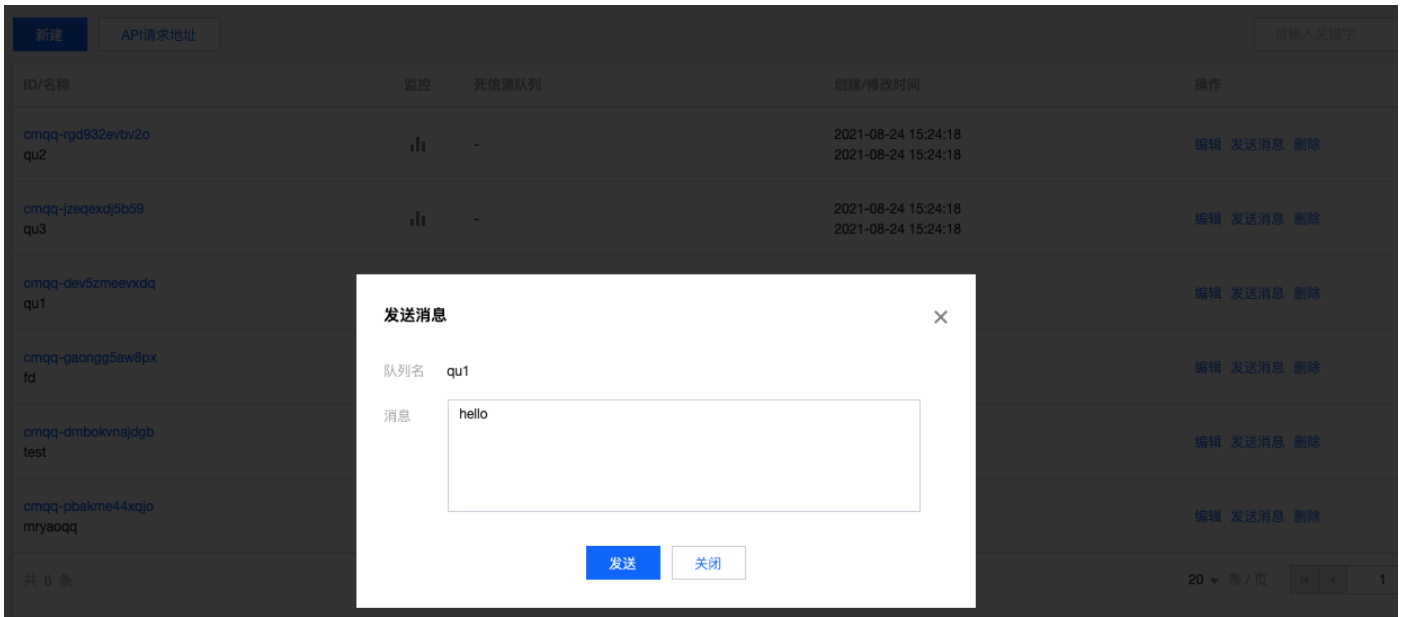 新建 API请求地址 请输入关键字
ID/名称 监控 死信源队列 创建/修改时间 操作
cmqq-rgd932evbv2o 2021-08-24 15:24:18
qu2 - 2021-08-24 15:24:18 编辑 发送消息 删除
cmqq-jzeqexdj5b59 2021-08-24 15:24:18
qu3 - 2021-08-24 15:24:18 编辑 发送消息 删除
cmqq-dev5zmeevxdq
qu1 编辑 发送消息 删除
cmqq-gaongg5aw8px
fd 编辑 发送消息 删除
cmqq-dmbokvnajdgb
test 编辑 发送消息 删除
cmqq-pbakme44xqjo
mryaoqq 编辑 发送消息 删除
共 6 条 20 条 / 页 1
发送消息
队列名 qu1
消息 hello
发送 关闭